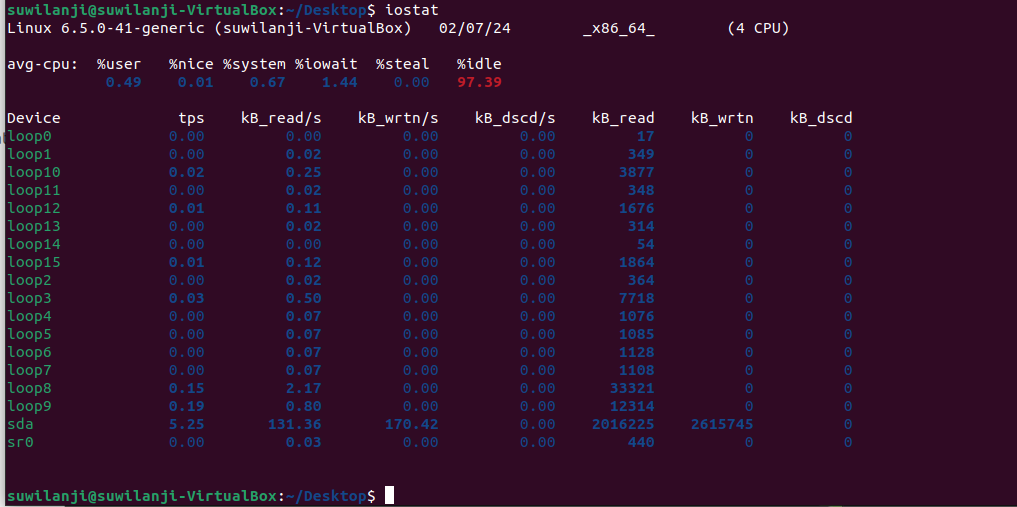 suwilanji@suwilanji-VirtualBox:~/Desktop$ iostat
Linux 6.5.0-41-generic (suwilanji-VirtualBox) 	02/07/24 	_x86_64_	(4 CPU)
avg-cpu:  %user   %nice %system %iowait  %steal   %idle
           0.49    0.01    0.67    1.44    0.00   97.39
Device             tps    kB_read/s    kB_wrtn/s    kB_dscd/s    kB_read    kB_wrtn    kB_dscd
loop0             0.00         0.00         0.00         0.00         17          0          0
loop1             0.00         0.02         0.00         0.00        349          0          0
loop10            0.02         0.25         0.00         0.00       3877          0          0
loop11            0.00         0.02         0.00         0.00        348          0          0
loop12            0.01         0.11         0.00         0.00       1676          0          0
loop13            0.00         0.02         0.00         0.00        314          0          0
loop14            0.00         0.00         0.00         0.00         54          0          0
loop15            0.01         0.12         0.00         0.00       1864          0          0
loop2             0.00         0.02         0.00         0.00        364          0          0
loop3             0.03         0.50         0.00         0.00       7718          0          0
loop4             0.00         0.07         0.00         0.00       1076          0          0
loop5             0.00         0.07         0.00         0.00       1085          0          0
loop6             0.00         0.07         0.00         0.00       1128          0          0
loop7             0.00         0.07         0.00         0.00       1108          0          0
loop8             0.15         2.17         0.00         0.00      33321          0          0
loop9             0.19         0.80         0.00         0.00      12314          0          0
sda               5.25       131.36       170.42         0.00    2016225    2615745          0
sr0               0.00         0.03         0.00         0.00        440          0          0
suwilanji@suwilanji-VirtualBox:~/Desktop$